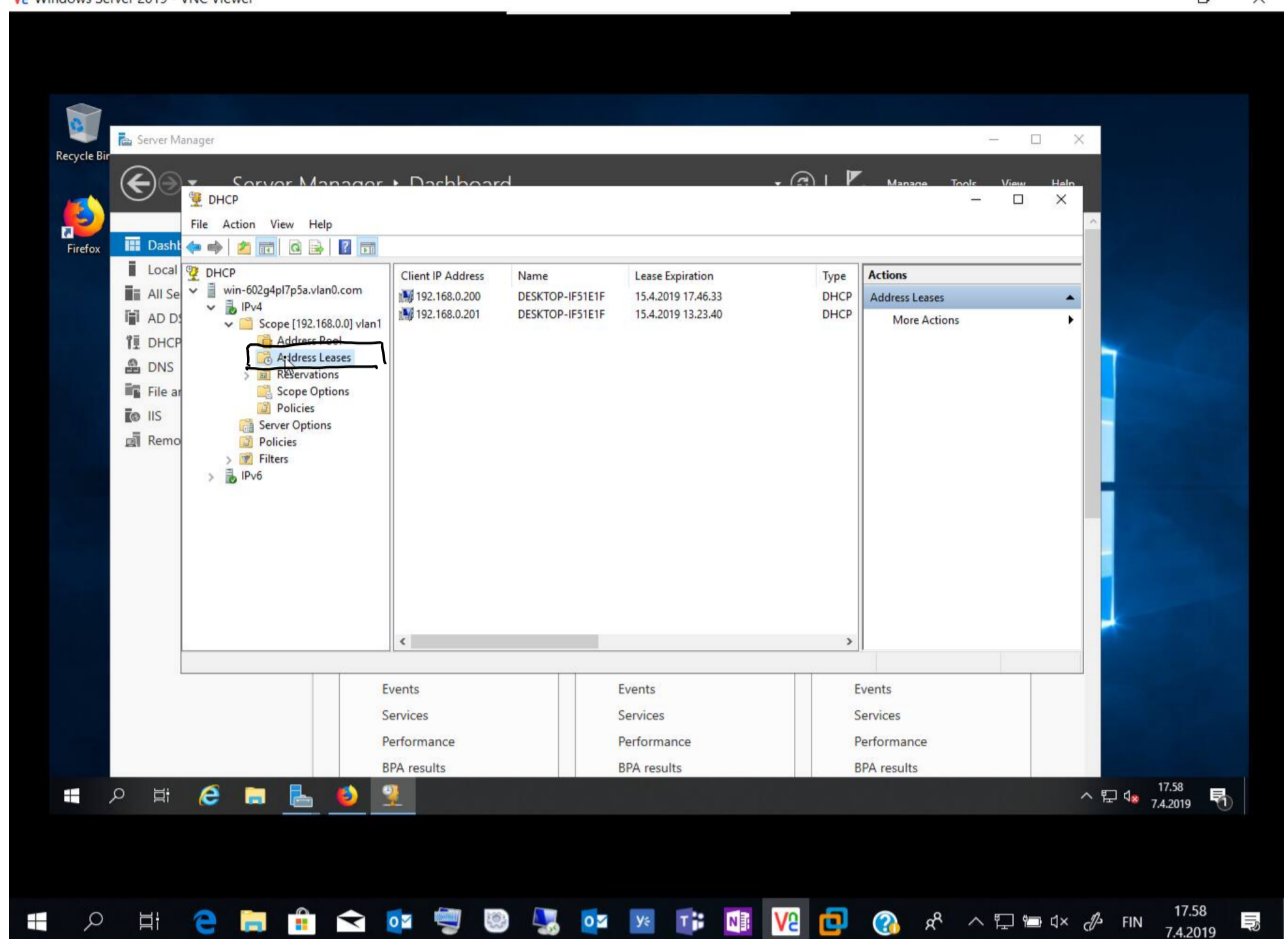 Windows Server 2019 - VNC Viewer
Recycle Bin
Firefox
Server Manager
Server Manager • Dashboard
Manage Tools View Help
Dashb
Local
All Se
AD DS
DHCP
DNS
File an
IIS
Remo
DHCP
File Action View Help
DHCP
win-602g4pl7p5a.vlan0.com
IPv4
Scope [192.168.0.0] vlan1
Address Pool
Address Leases
Reservations
Scope Options
Policies
Server Options
Policies
Filters
IPv6
Client IP Address Name Lease Expiration Type
192.168.0.200 DESKTOP-IF51E1F 15.4.2019 17.46.33 DHCP
192.168.0.201 DESKTOP-IF51E1F 15.4.2019 13.23.40 DHCP
Actions
Address Leases
More Actions
Events Events Events
Services Services Services
Performance Performance Performance
BPA results BPA results BPA results
17.58
7.4.2019
1
FIN
17.58
7.4.2019